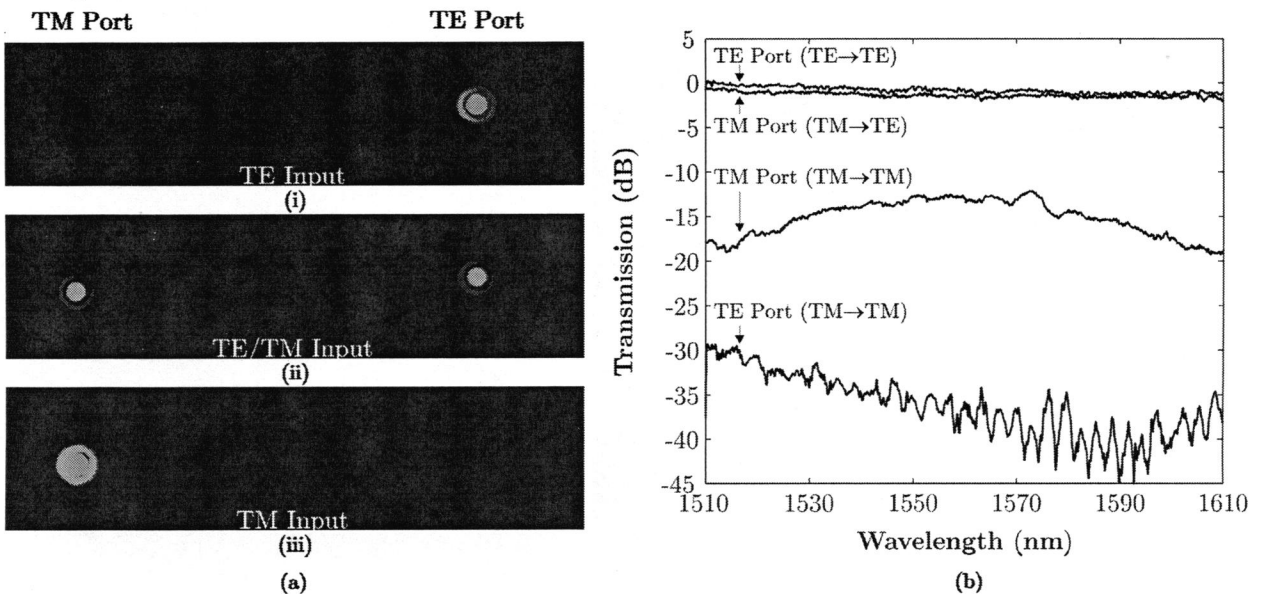 TM Port
TE Port
TE Input
(i)
TE/TM Input
(ii)
TM Input
(iii)
(a)
5
0
-5
-10
-15
-20
-25
-30
-35
-40
-45
Transmission (dB)
TE Port (TE→TE)
TM Port (TM→TE)
TM Port (TM→TM)
TE Port (TM→TM)
1510
1530
1550
1570
1590
1610
Wavelength (nm)
(b)